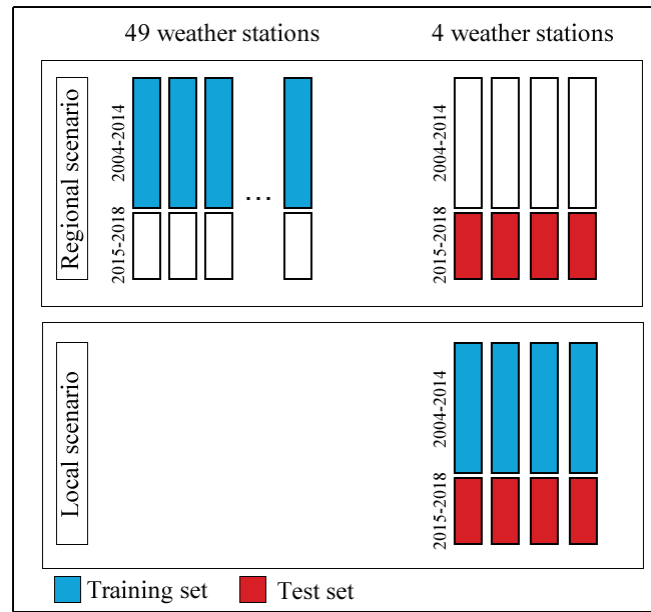 49 weather stations
4 weather stations
Regional scenario
2004-2014
2015-2018
...
2004-2014
2015-2018
Local scenario
2004-2014
2015-2018
Training set
Test set